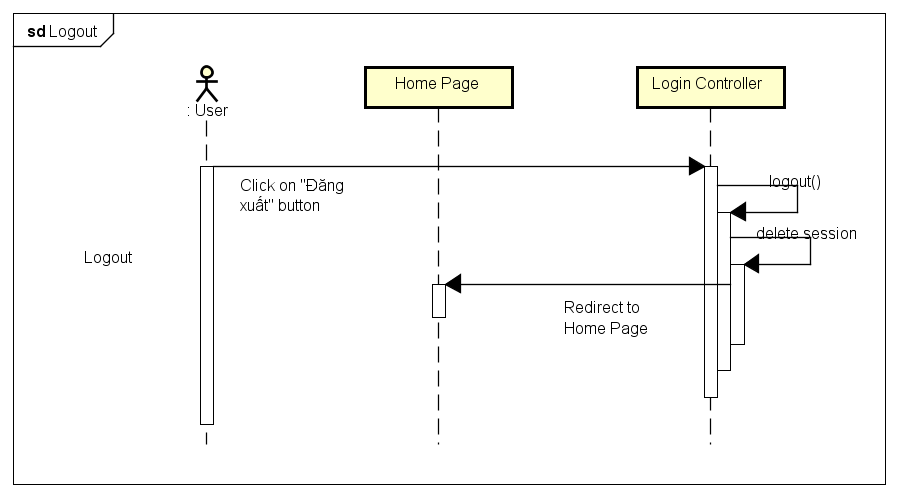 sd Logout
: User
Home Page
Login Controller
Click on "Đăng
xuất" button
logout()
delete session
Logout
Redirect to
Home Page